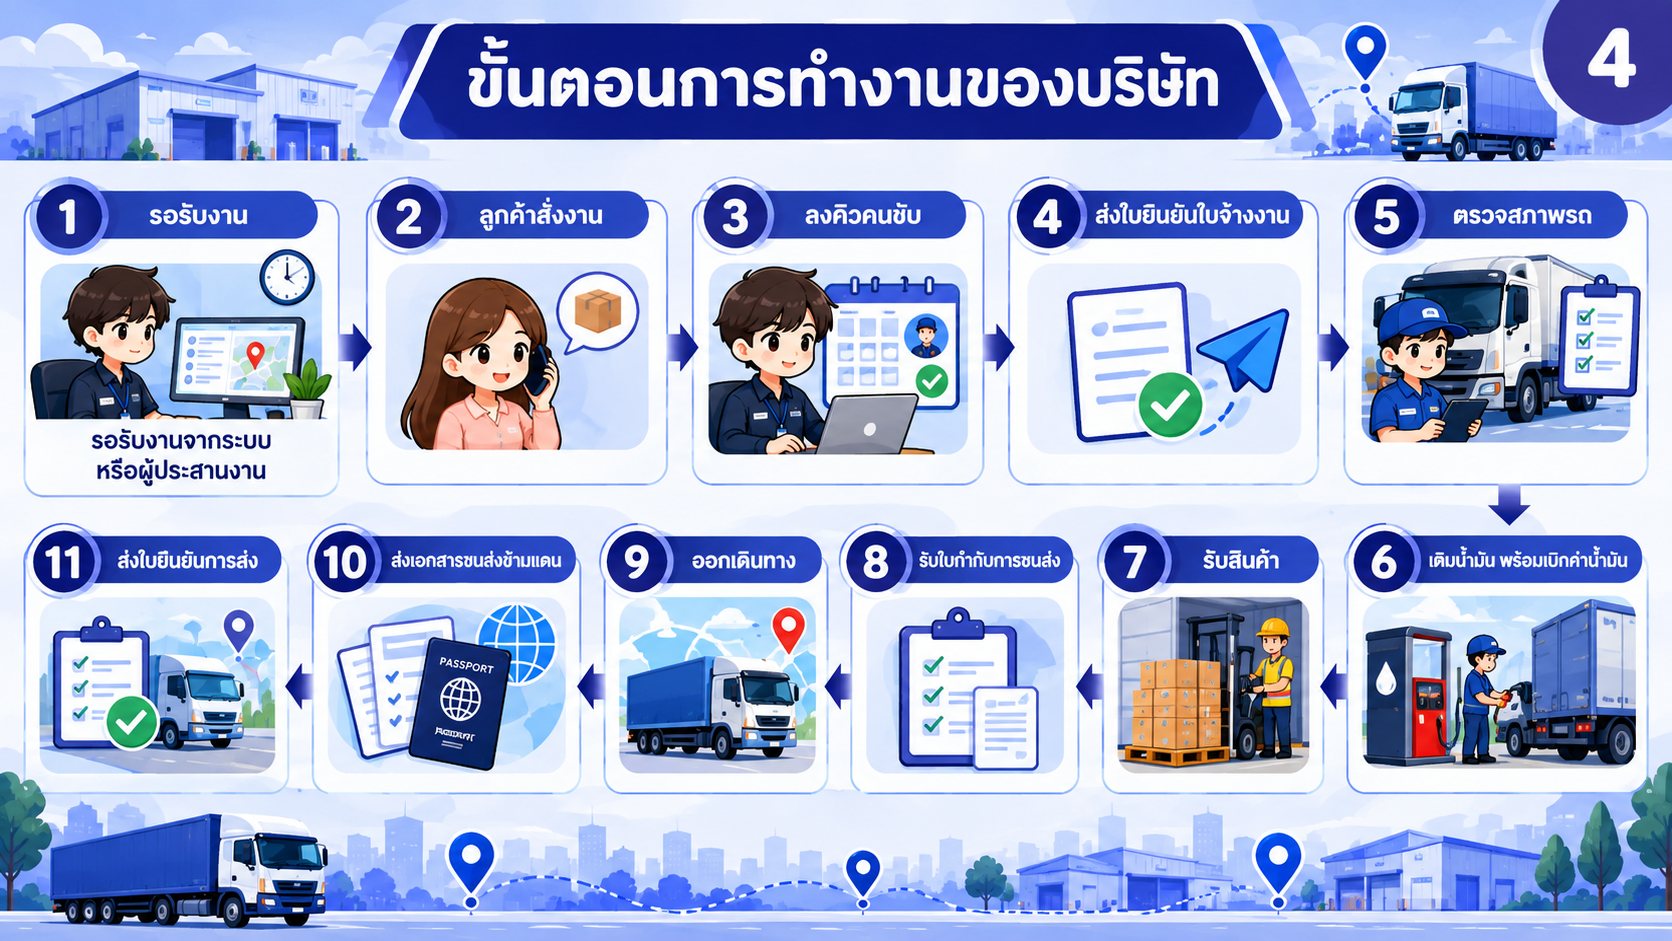 ขั้นตอนการทำงานของบริษัท
4
1
รอรับงาน
รอรับงานจากระบบ
หรือผู้ประสานงาน
2
ลูกค้าสั่งงาน
3
ลงคิวคนขับ
4
ส่งใบยืนยันใบจ้างงาน
5
ตรวจสภาพรถ
6
เติมน้ำมัน พร้อมเบิกค่าน้ำมัน
7
รับสินค้า
8
รับใบกำกับการขนส่ง
9
ออกเดินทาง
10
ส่งเอกสารขนส่งข้ามแดน
PASSPORT
11
ส่งใบยืนยันการส่ง